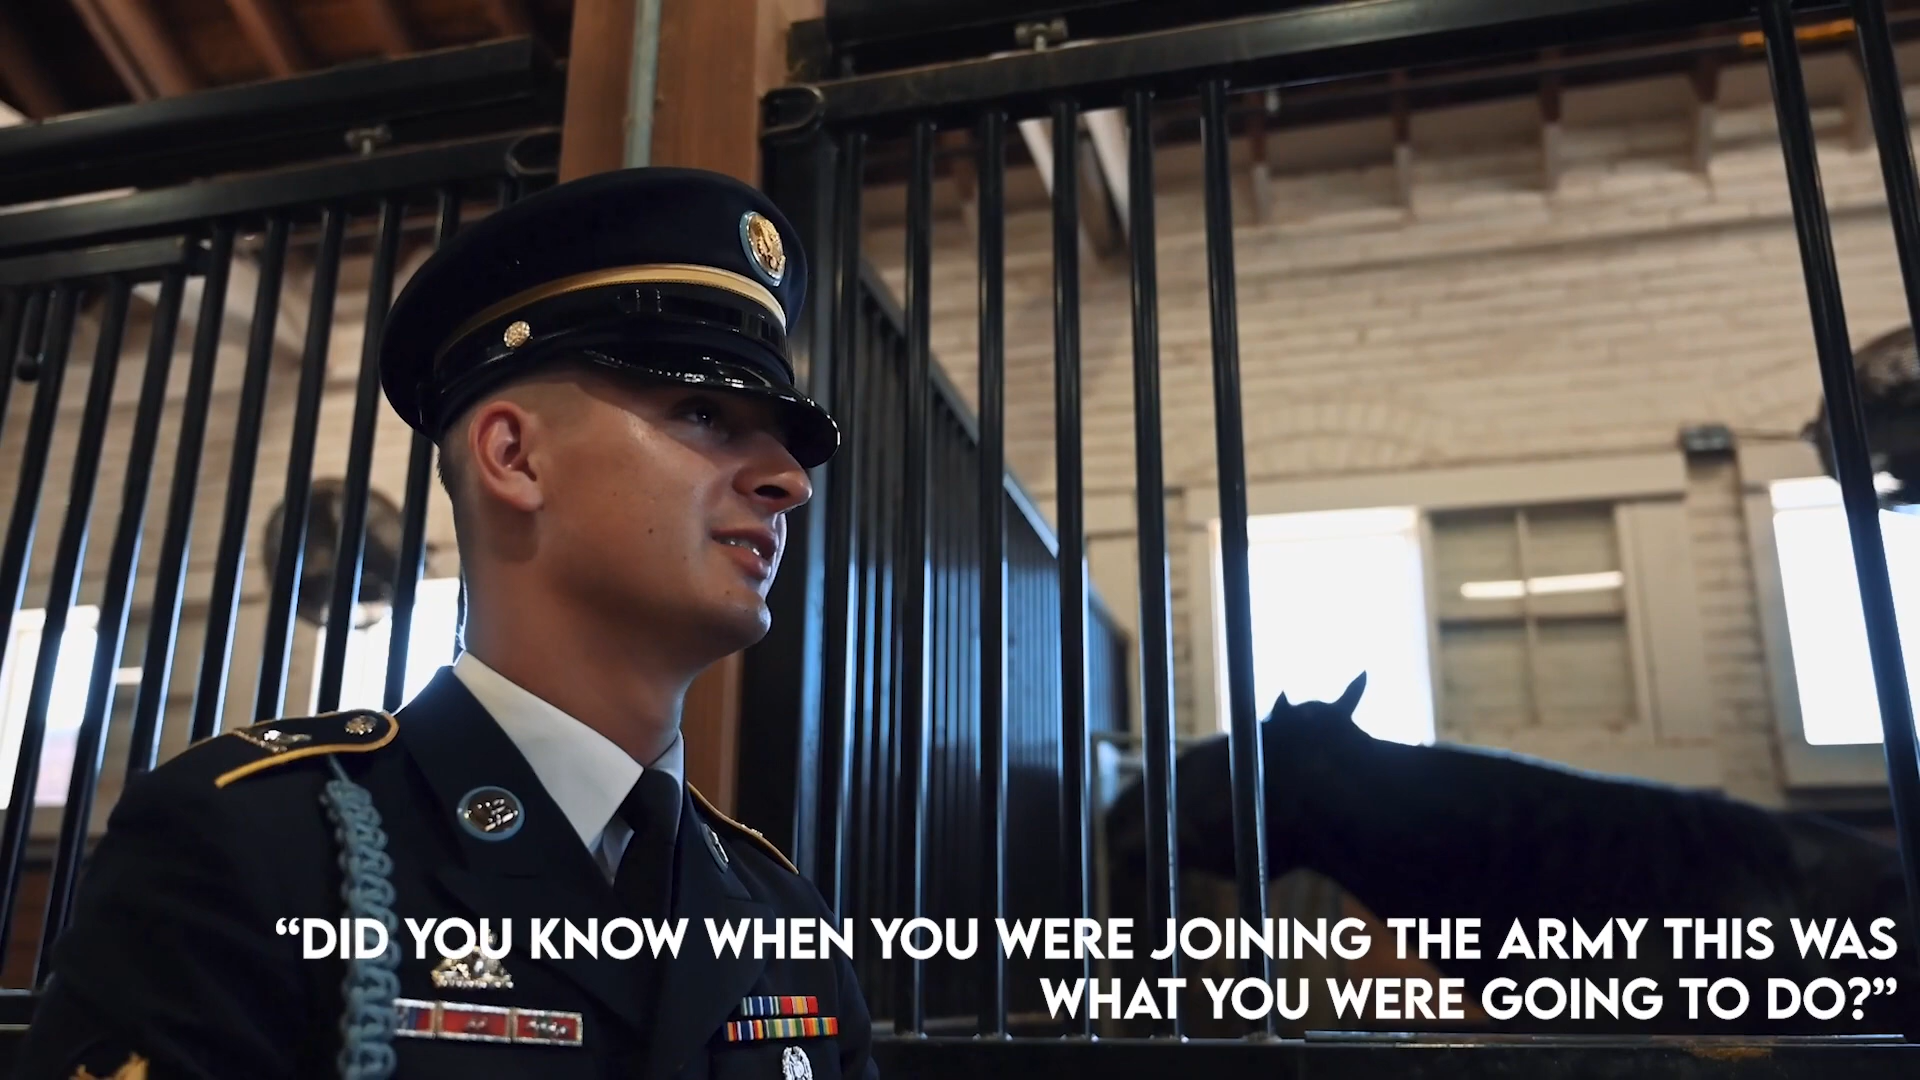 “DID YOU KNOW WHEN YOU WERE JOINING THE ARMY THIS WAS
WHAT YOU WERE GOING TO DO?”